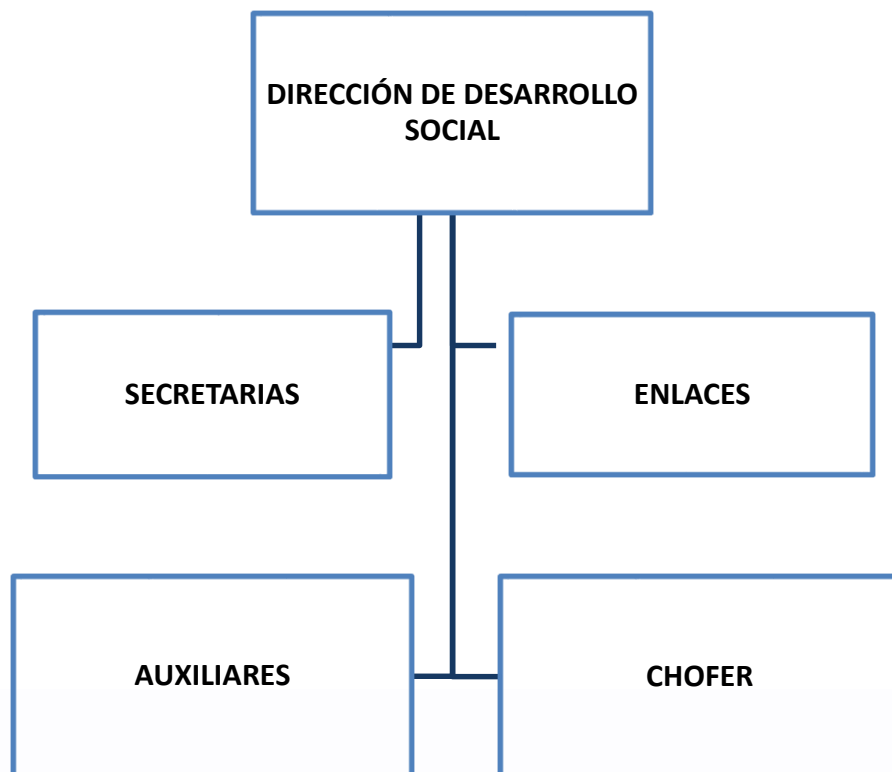 DIRECCIÓN DE DESARROLLO
SOCIAL
SECRETARIAS
ENLACES
AUXILIARES
CHOFER